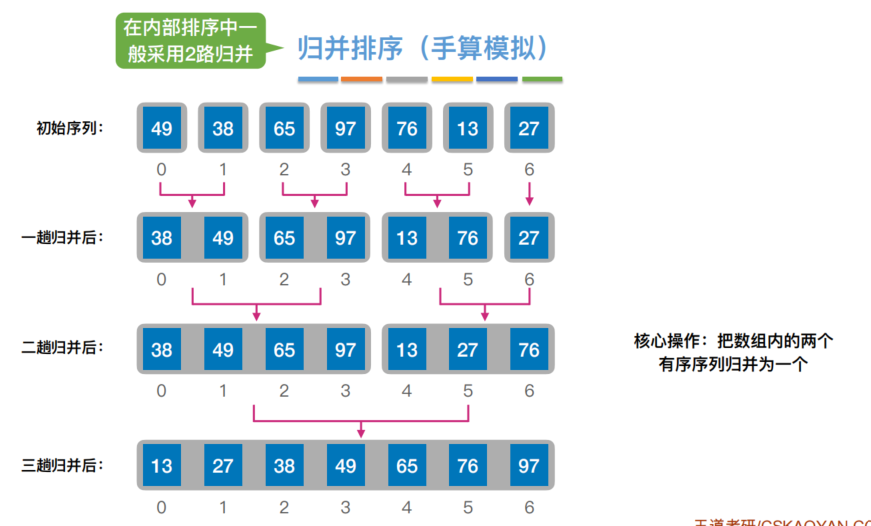 在内部排序中一
般采用2路归并
归并排序（手算模拟）
初始序列：
49 38 65 97 76 13 27
0 1 2 3 4 5 6
一趟归并后：
38 49 65 97 13 76 27
0 1 2 3 4 5 6
二趟归并后：
38 49 65 97 13 27 76
0 1 2 3 4 5 6
核心操作：把数组内的两个
有序序列归并为一个
三趟归并后：
13 27 38 49 65 76 97
0 1 2 3 4 5 6
王道考研/CSKAOYAN.CO